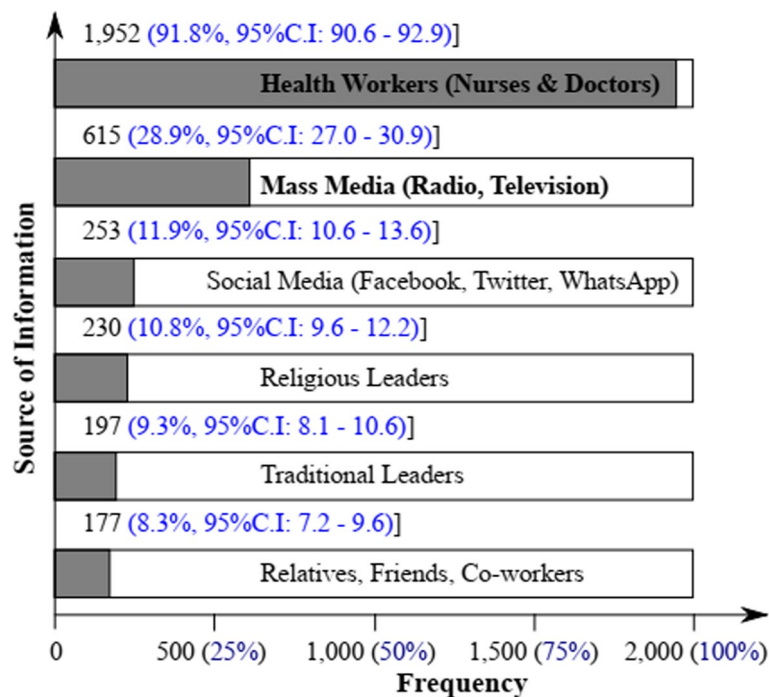 1,952 (91.8%, 95%C.I: 90.6 - 92.9)]
Health Workers (Nurses & Doctors)
615 (28.9%, 95%C.I: 27.0 - 30.9)]
Mass Media (Radio, Television)
253 (11.9%, 95%C.I: 10.6 - 13.6)]
Social Media (Facebook, Twitter, WhatsApp)
230 (10.8%, 95%C.I: 9.6 - 12.2)]
Religious Leaders
197 (9.3%, 95%C.I: 8.1 - 10.6)]
Traditional Leaders
177 (8.3%, 95%C.I: 7.2 - 9.6)]
Relatives, Friends, Co-workers
Source of Information
0 500 (25%) 1,000 (50%) 1,500 (75%) 2,000 (100%)
Frequency